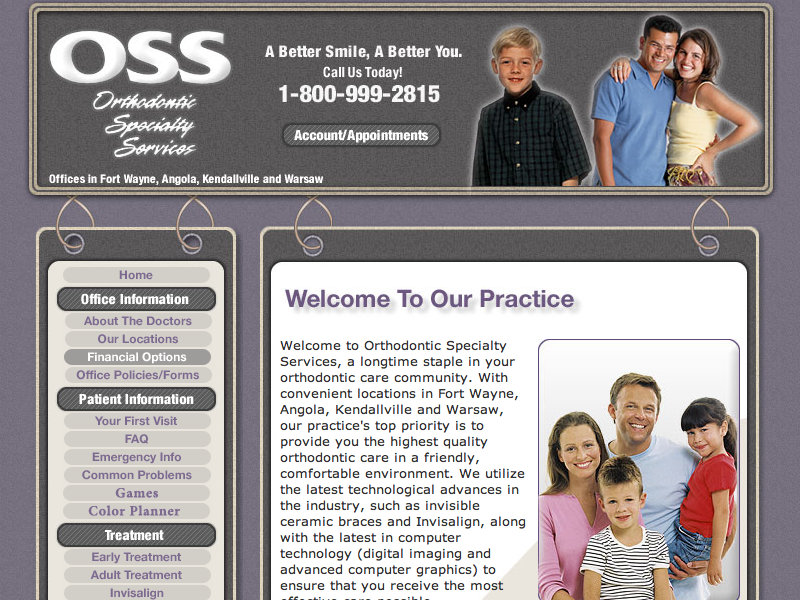 OSS
Orthodontic
Specialty
Services
A Better Smile, A Better You.
Call Us Today!
1-800-999-2815
Account/Appointments
Offices in Fort Wayne, Angola, Kendallville and Warsaw
Home
Office Information
About The Doctors
Our Locations
Financial Options
Office Policies/Forms
Patient Information
Your First Visit
FAQ
Emergency Info
Common Problems
Games
Color Planner
Treatment
Early Treatment
Adult Treatment
Invisalign
Welcome To Our Practice
Welcome to Orthodontic Specialty
Services, a longtime staple in your
orthodontic care community. With
convenient locations in Fort Wayne,
Angola, Kendallville and Warsaw,
our practice's top priority is to
provide you the highest quality
orthodontic care in a friendly,
comfortable environment. We utilize
the latest technological advances in
the industry, such as invisible
ceramic braces and Invisalign, along
with the latest in computer
technology (digital imaging and
advanced computer graphics) to
ensure that you receive the most
effective care possible.